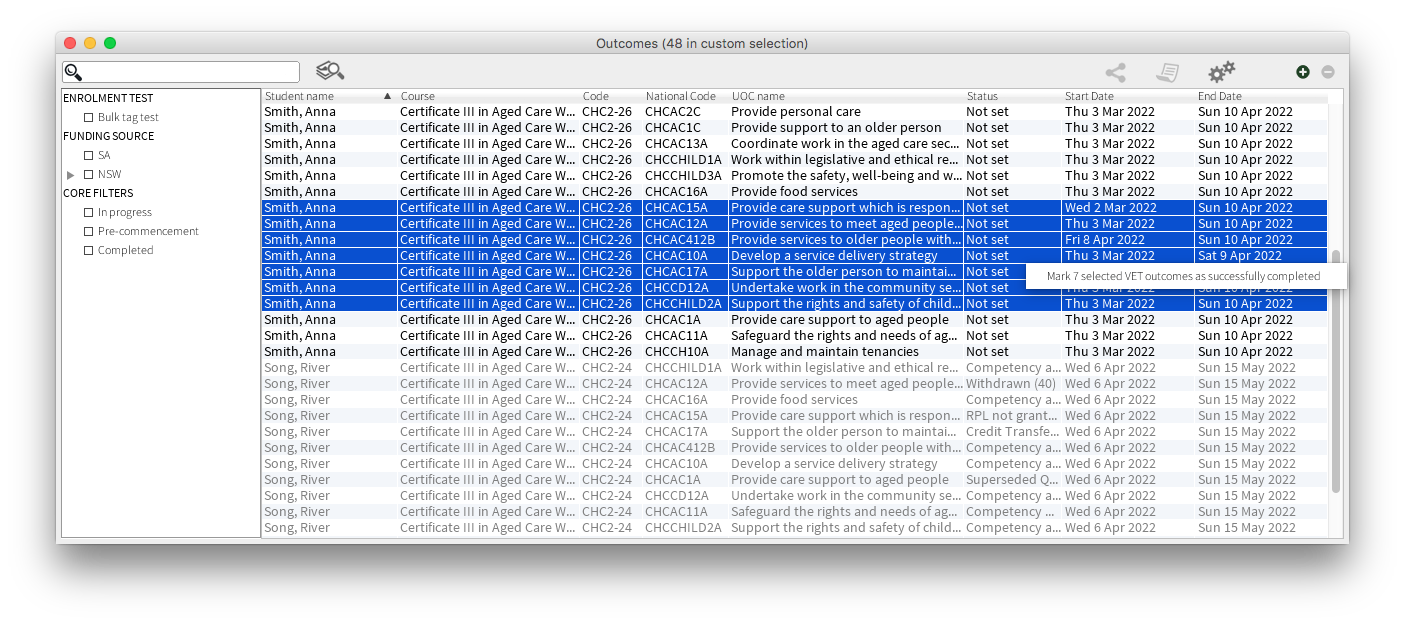 Outcomes (48 in custom selection)
ENROLMENT TEST
Bulk tag test
FUNDING SOURCE
SA
NSW
CORE FILTERS
In progress
Pre-commencement
Completed
Student name Course Code National Code UOC name Status Start Date End Date
Smith, Anna Certificate III in Aged Care W... CHC2-26 CHCAC2C Provide personal care Not set Thu 3 Mar 2022 Sun 10 Apr 2022
Smith, Anna Certificate III in Aged Care W... CHC2-26 CHCAC1C Provide support to an older person Not set Thu 3 Mar 2022 Sun 10 Apr 2022
Smith, Anna Certificate III in Aged Care W... CHC2-26 CHCAC13A Coordinate work in the aged care sec... Not set Thu 3 Mar 2022 Sun 10 Apr 2022
Smith, Anna Certificate III in Aged Care W... CHC2-26 CHCCHILD1A Work within legislative and ethical re... Not set Thu 3 Mar 2022 Sun 10 Apr 2022
Smith, Anna Certificate III in Aged Care W... CHC2-26 CHCCHILD3A Promote the safety, well-being and w... Not set Thu 3 Mar 2022 Sun 10 Apr 2022
Smith, Anna Certificate III in Aged Care W... CHC2-26 CHCAC16A Provide food services Not set Thu 3 Mar 2022 Sun 10 Apr 2022
Smith, Anna Certificate III in Aged Care W... CHC2-26 CHCAC15A Provide care support which is respon... Not set Wed 2 Mar 2022 Sun 10 Apr 2022
Smith, Anna Certificate III in Aged Care W... CHC2-26 CHCAC12A Provide services to meet aged people... Not set Thu 3 Mar 2022 Sun 10 Apr 2022
Smith, Anna Certificate III in Aged Care W... CHC2-26 CHCAC412B Provide services to older people with... Not set Fri 8 Apr 2022 Sun 10 Apr 2022
Smith, Anna Certificate III in Aged Care W... CHC2-26 CHCAC10A Develop a service delivery strategy Not set Thu 3 Mar 2022 Sat 9 Apr 2022
Smith, Anna Certificate III in Aged Care W... CHC2-26 CHCAC17A Support the older person to maintai... Not set
Mark 7 selected VET outcomes as successfully completed
Smith, Anna Certificate III in Aged Care W... CHC2-26 CHCCD12A Undertake work in the community se... Not set Thu 3 Mar 2022 Sun 10 Apr 2022
Smith, Anna Certificate III in Aged Care W... CHC2-26 CHCCHILD2A Support the rights and safety of child... Not set Thu 3 Mar 2022 Sun 10 Apr 2022
Smith, Anna Certificate III in Aged Care W... CHC2-26 CHCAC1A Provide care support to aged people Not set Thu 3 Mar 2022 Sun 10 Apr 2022
Smith, Anna Certificate III in Aged Care W... CHC2-26 CHCAC11A Safeguard the rights and needs of ag... Not set Thu 3 Mar 2022 Sun 10 Apr 2022
Smith, Anna Certificate III in Aged Care W... CHC2-26 CHCCH10A Manage and maintain tenancies Not set Thu 3 Mar 2022 Sun 10 Apr 2022
Song, River Certificate III in Aged Care W... CHC2-24 CHCCHILD1A Work within legislative and ethical re... Competency a... Wed 6 Apr 2022 Sun 15 May 2022
Song, River Certificate III in Aged Care W... CHC2-24 CHCAC12A Provide services to meet aged people... Withdrawn (40) Wed 6 Apr 2022 Sun 15 May 2022
Song, River Certificate III in Aged Care W... CHC2-24 CHCAC16A Provide food services Competency a... Wed 6 Apr 2022 Sun 15 May 2022
Song, River Certificate III in Aged Care W... CHC2-24 CHCAC15A Provide care support which is respon... RPL not grant... Wed 6 Apr 2022 Sun 15 May 2022
Song, River Certificate III in Aged Care W... CHC2-24 CHCAC17A Support the older person to maintai... Credit Transfe... Wed 6 Apr 2022 Sun 15 May 2022
Song, River Certificate III in Aged Care W... CHC2-24 CHCAC412B Provide services to older people with... Competency a... Wed 6 Apr 2022 Sun 15 May 2022
Song, River Certificate III in Aged Care W... CHC2-24 CHCAC10A Develop a service delivery strategy Competency a... Wed 6 Apr 2022 Sun 15 May 2022
Song, River Certificate III in Aged Care W... CHC2-24 CHCAC1A Provide care support to aged people Superseded Q... Wed 6 Apr 2022 Sun 15 May 2022
Song, River Certificate III in Aged Care W... CHC2-24 CHCCD12A Undertake work in the community se... Competency a... Wed 6 Apr 2022 Sun 15 May 2022
Song, River Certificate III in Aged Care W... CHC2-24 CHCAC11A Safeguard the rights and needs of ag... Competency ... Wed 6 Apr 2022 Sun 15 May 2022
Song, River Certificate III in Aged Care W... CHC2-24 CHCCHILD2A Support the rights and safety of child... Competency a... Wed 6 Apr 2022 Sun 15 May 2022